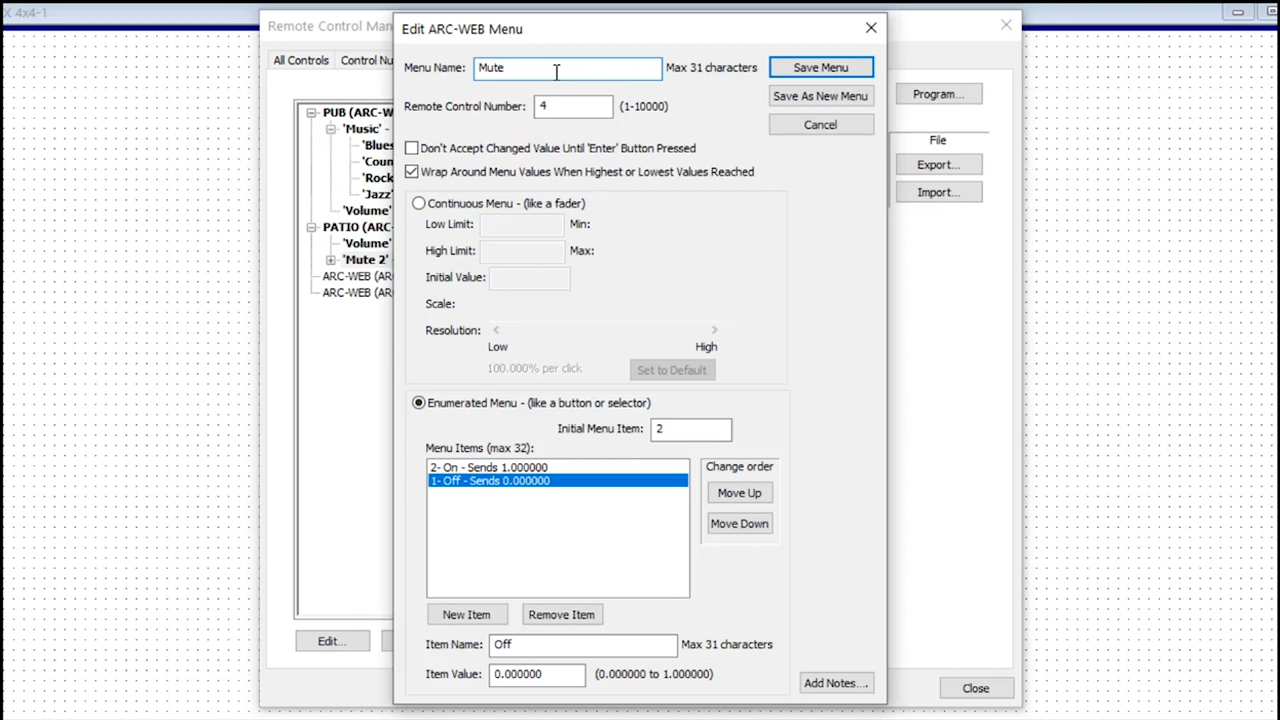 X 4x4-1
Remote Control Man
All Controls
Control Nu
PUB (ARC-W
'Music' -
'Blues
'Coun
'Rock
'Jazz'
'Volume'
PATIO (ARC-
'Volume'
'Mute 2'
ARC-WEB (AR
ARC-WEB (AR
Edit...
Edit ARC-WEB Menu
Menu Name: Mute Max 31 characters
Save Menu
Remote Control Number: 4 (1-10000)
Save As New Menu
Cancel
Don't Accept Changed Value Until 'Enter' Button Pressed
Wrap Around Menu Values When Highest or Lowest Values Reached
Continuous Menu - (like a fader)
Low Limit: Min:
High Limit: Max:
Initial Value:
Scale:
Resolution:
Low High
100.000% per click
Set to Default
Enumerated Menu - (like a button or selector)
Initial Menu Item: 2
Menu Items (max 32):
2- On - Sends 1.000000
1- Off - Sends 0.000000
Change order
Move Up
Move Down
New Item
Remove Item
Item Name: Off Max 31 characters
Item Value: 0.000000 (0.000000 to 1.000000)
Add Notes...
Program...
File
Export...
Import...
Close